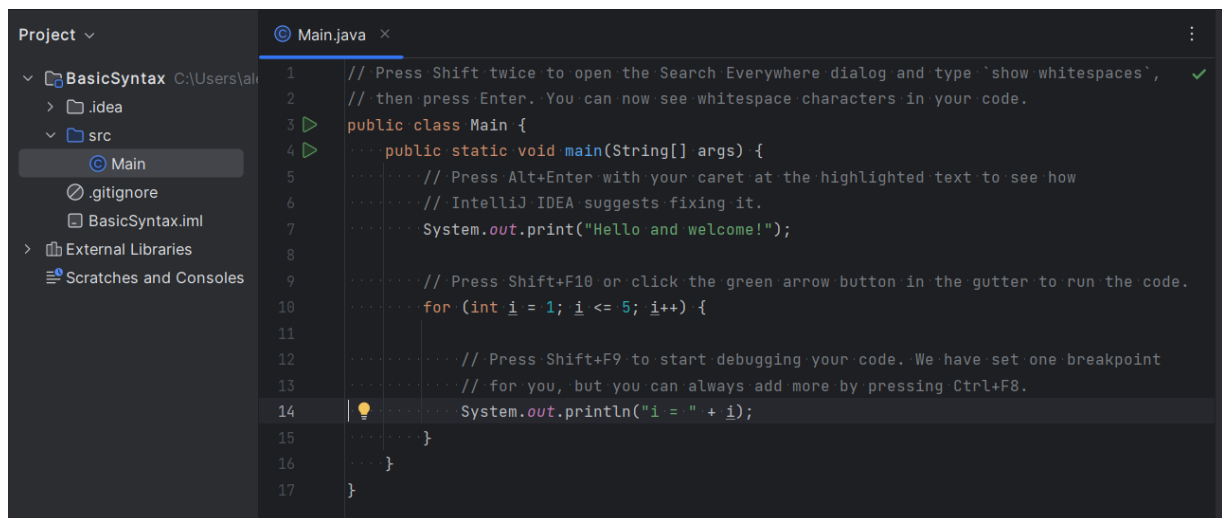 Project
BasicSyntax C:\Users\al
.idea
src
Main
.gitignore
BasicSyntax.iml
External Libraries
Scratches and Consoles
Main.java
1 // Press Shift twice to open the Search Everywhere dialog and type `show whitespaces`,
2 // then press Enter. You can now see whitespace characters in your code.
3 public class Main {
4     public static void main(String[] args) {
5         // Press Alt+Enter with your caret at the highlighted text to see how
6         // IntelliJ IDEA suggests fixing it.
7         System.out.print("Hello and welcome!");
8
9         // Press Shift+F10 or click the green arrow button in the gutter to run the code.
10         for (int i = 1; i <= 5; i++) {
11
12             // Press Shift+F9 to start debugging your code. We have set one breakpoint
13             // for you, but you can always add more by pressing Ctrl+F8.
14             System.out.println("i = " + i);
15         }
16     }
17 }